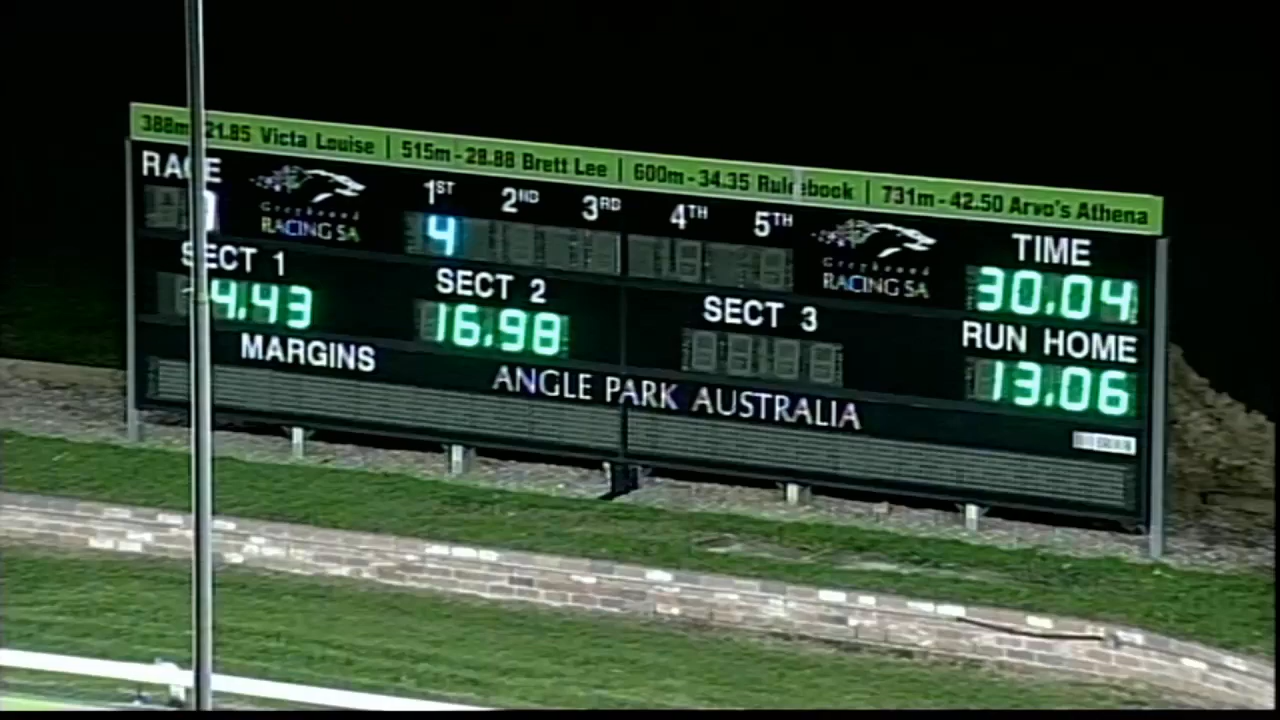 388m 21.85 Victa Louise | 515m - 28.88 Brett Lee | 600m - 34.35 Rulebook | 731m - 42.50 Arvo's Athena
RACE
Greyhound
RACING SA
1ST 2ND 3RD 4TH 5TH
4
Greyhound
RACING SA
TIME
30.04
SECT 1
4.43
SECT 2
16.98
SECT 3
RUN HOME
13.06
MARGINS
ANGLE PARK AUSTRALIA